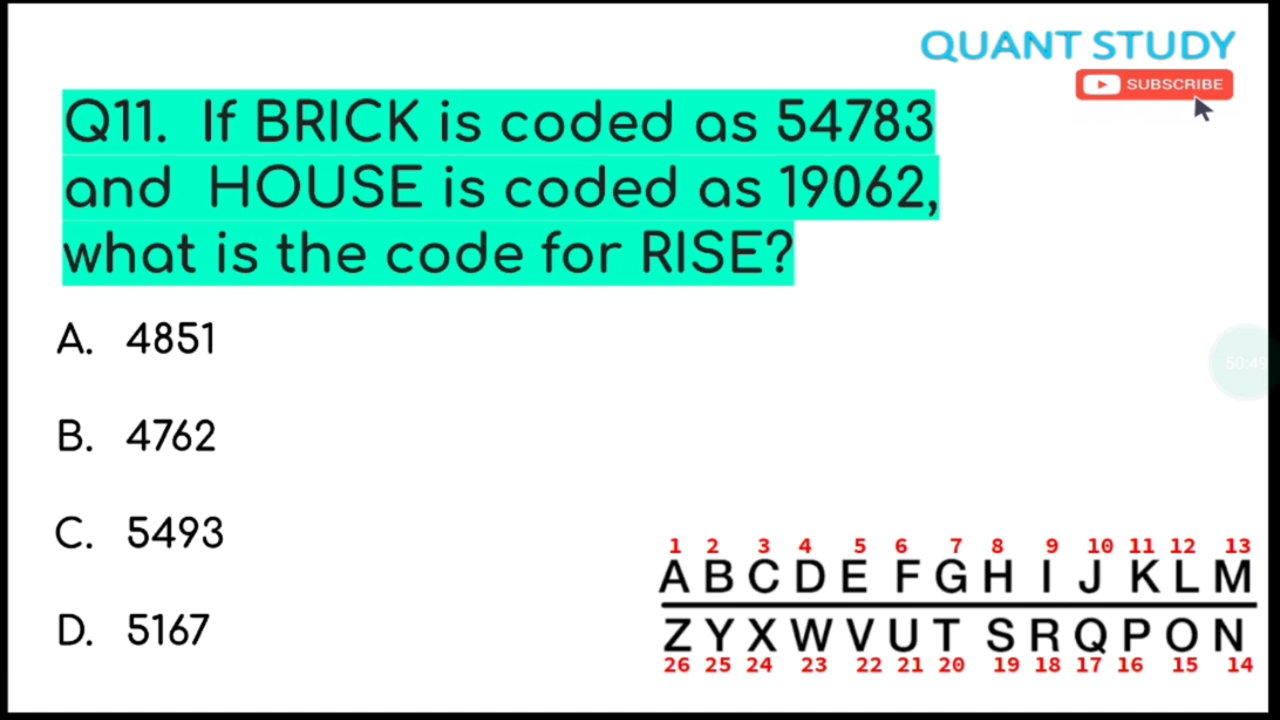 QUANT STUDY
SUBSCRIBE
Q11. If BRICK is coded as 54783
and HOUSE is coded as 19062,
what is the code for RISE?
A. 4851
B. 4762
C. 5493
D. 5167
50:49
1 2 3 4 5 6 7 8 9 10 11 12 13
A B C D E F G H I J K L M
Z Y X W V U T S R Q P O N
26 25 24 23 22 21 20 19 18 17 16 15 14